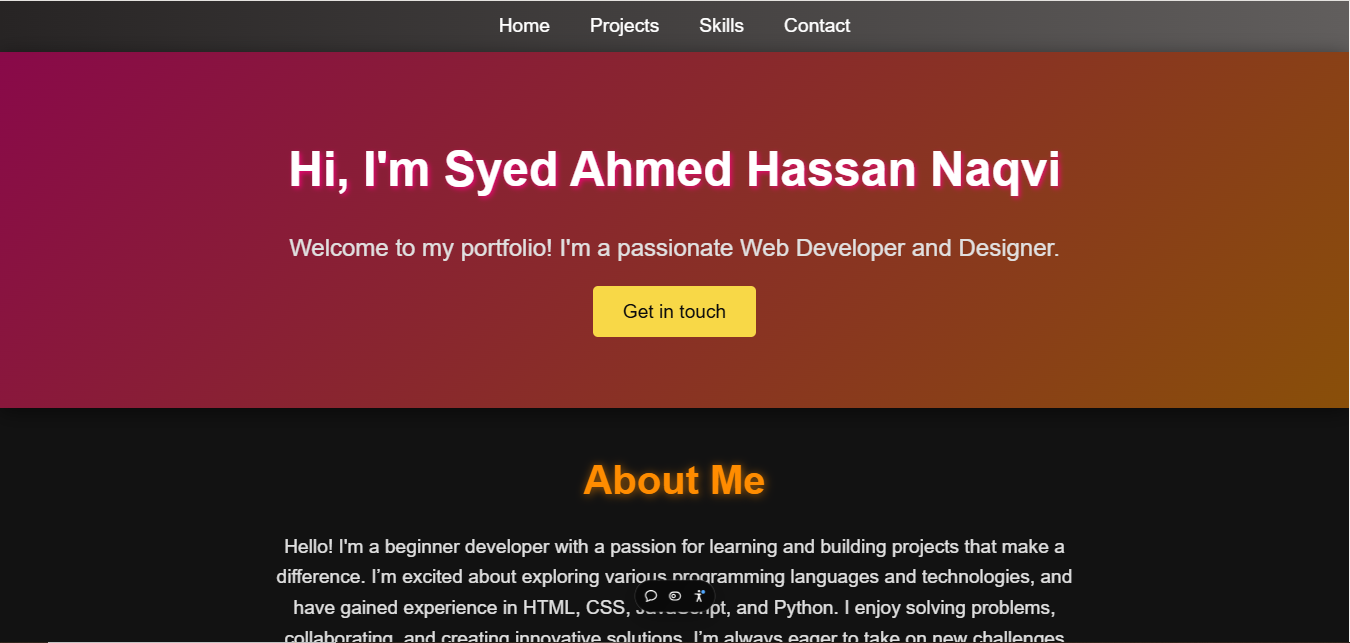 Home Projects Skills Contact
Hi, I'm Syed Ahmed Hassan Naqvi
Welcome to my portfolio! I'm a passionate Web Developer and Designer.
Get in touch
About Me
Hello! I'm a beginner developer with a passion for learning and building projects that make a
difference. I’m excited about exploring various programming languages and technologies, and
have gained experience in HTML, CSS, JavaScript, and Python. I enjoy solving problems,
collaborating, and creating innovative solutions. I’m always eager to take on new challenges